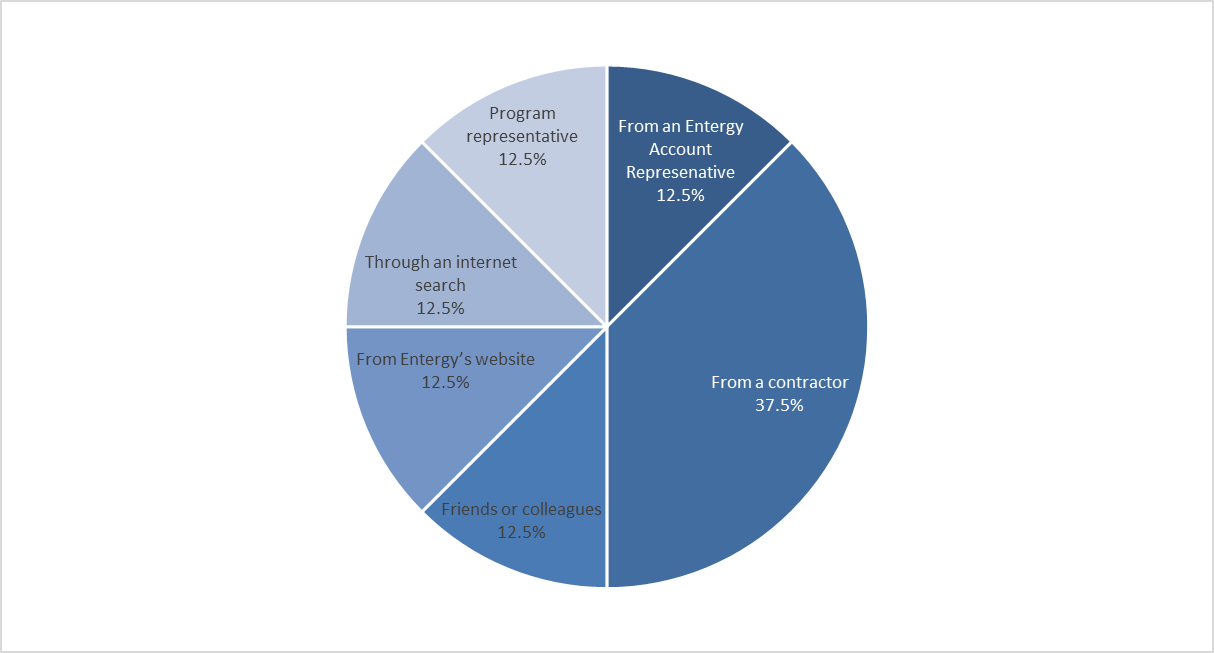 Program
representative
12.5%
From an Entergy
Account
Represenative
12.5%
Through an internet
search
12.5%
From Entergy’s website
12.5%
From a contractor
37.5%
Friends or colleagues
12.5%